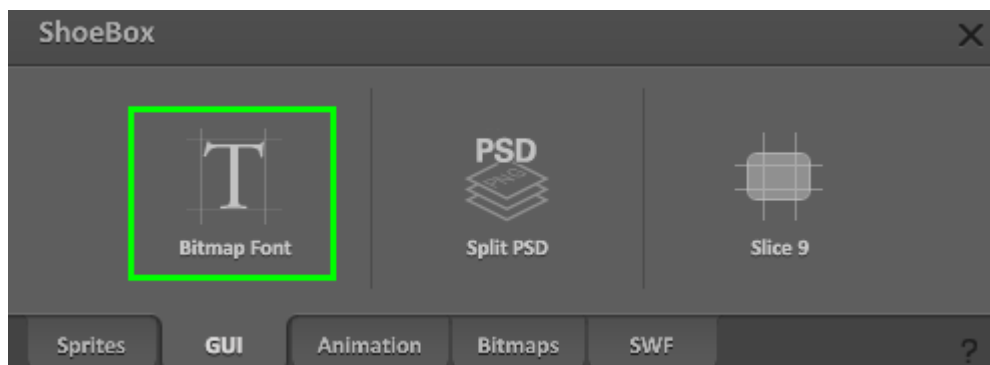 ShoeBox
T
PSD
PNG
Bitmap Font
Split PSD
Slice 9
Sprites
GUI
Animation
Bitmaps
SWF
?